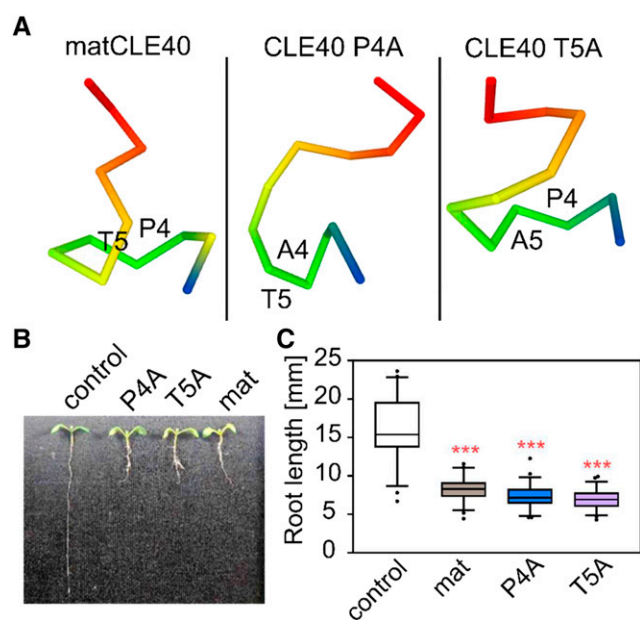 A
matCLE40
CLE40 P4A
CLE40 T5A
T5
P4
A4
T5
P4
A5
B
control
P4A
T5A
mat
C
Root length [mm]
25
20
15
10
5
0
***
***
***
control
mat
P4A
T5A